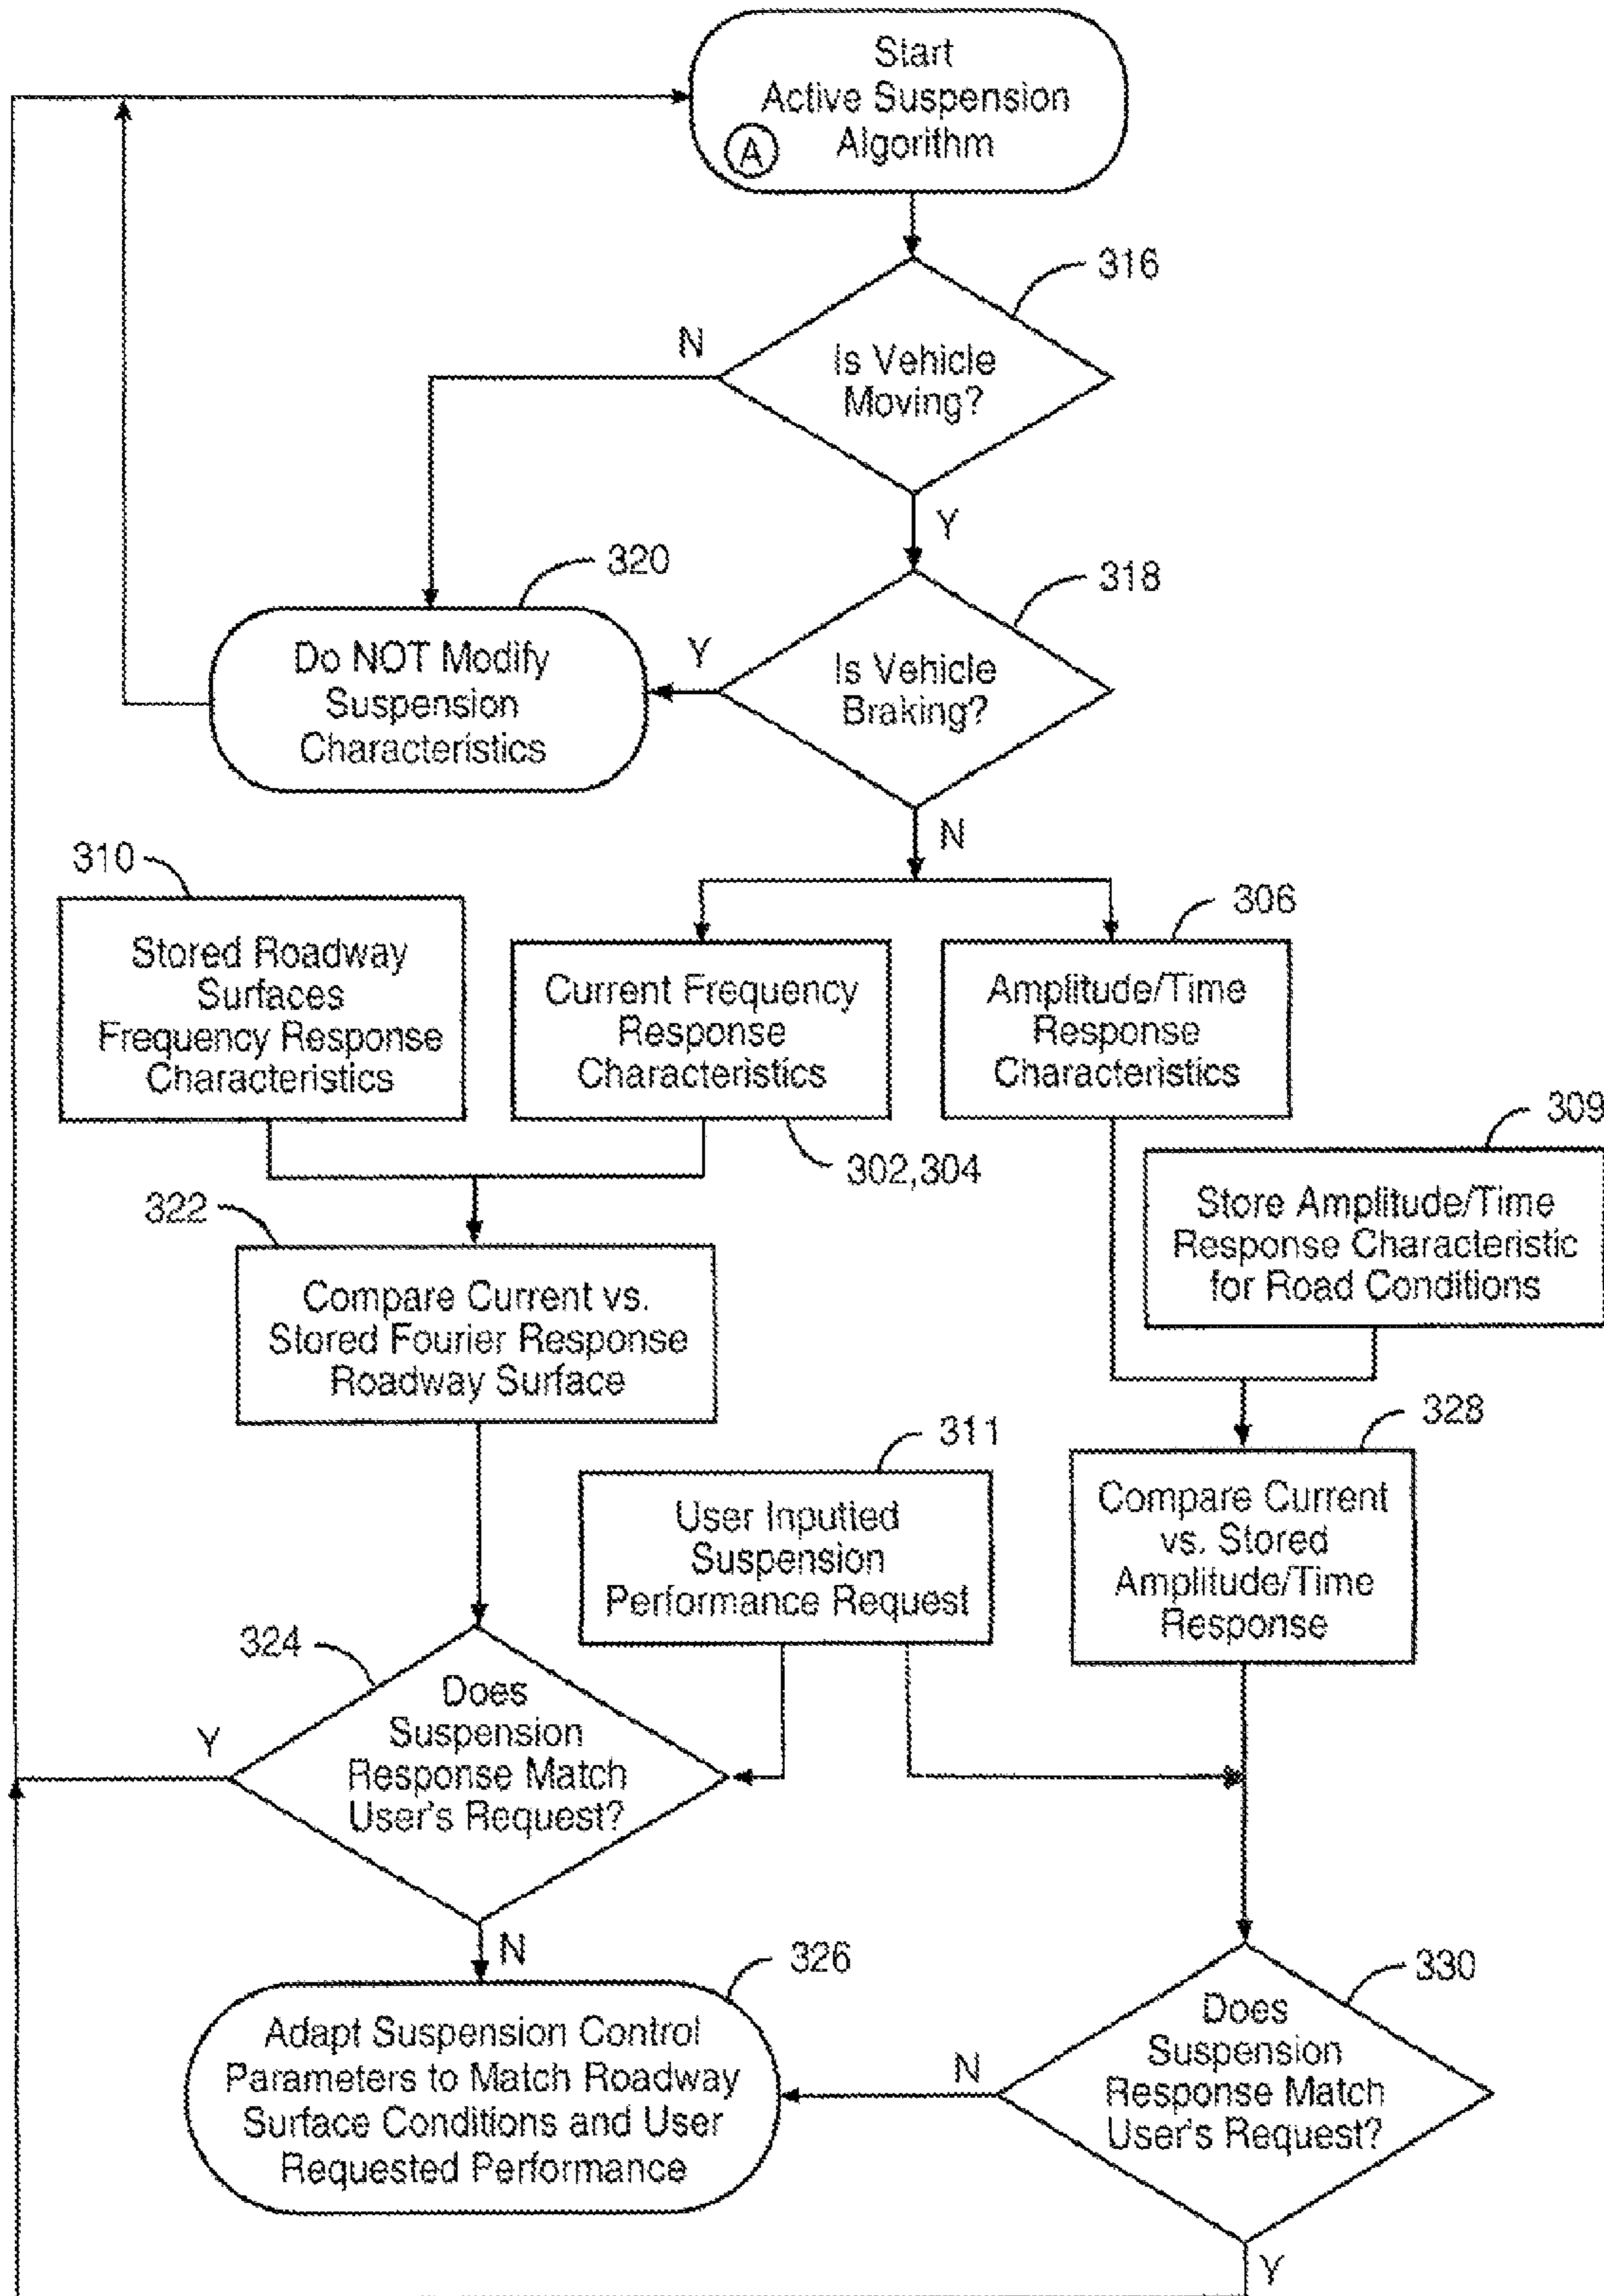 Start
Active Suspension
Algorithm
A
316
Is Vehicle
Moving?
N
Y
320
318
Do NOT Modify
Suspension
Characteristics
Y
Is Vehicle
Braking?
N
310
306
Stored Roadway
Surfaces
Frequency Response
Characteristics
Current Frequency
Response
Characteristics
Amplitude/Time
Response
Characteristics
302,304
309
322
Store Amplitude/Time
Response Characteristic
for Road Conditions
Compare Current vs.
Stored Fourier Response
Roadway Surface
311
328
User Inputted
Suspension
Performance Request
Compare Current
vs. Stored
Amplitude/Time
Response
324
Does
Suspension
Response Match
User's Request?
Y
N
326
330
Adapt Suspension Control
Parameters to Match Roadway
Surface Conditions and User
Requested Performance
N
Does
Suspension
Response Match
User's Request?
Y